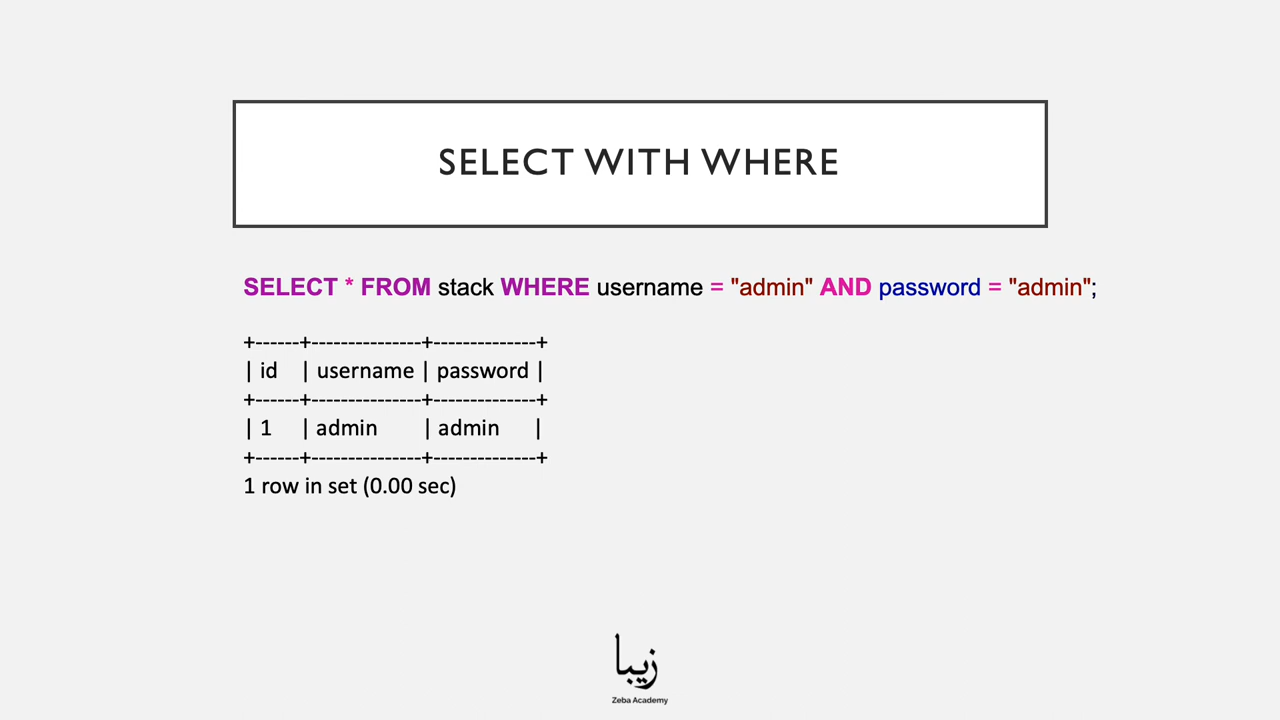 SELECT WITH WHERE
SELECT * FROM stack WHERE username = "admin" AND password = "admin";
+------+---------------+--------------+
| id   | username | password |
+------+---------------+--------------+
| 1   | admin       | admin     |
+------+---------------+--------------+
1 row in set (0.00 sec)
زيبا
Zeba Academy